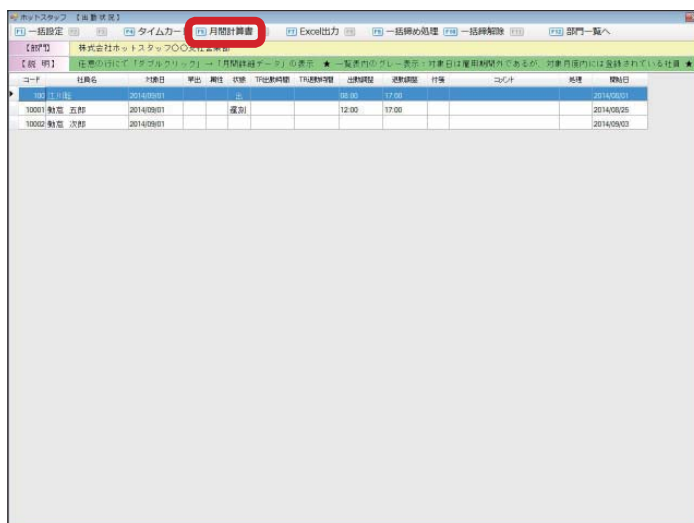 ホットスタッフ 【出勤状況】
F1 一括設定 F4 タイムカー F5 月間計算書 F7 Excel出力 F9 一括締め処理 F10 一括締解除 F12 部門一覧へ
【部門】 株式会社ホットスタッフ〇〇支社営業部
【説 明】 任意の行にて「ダブルクリック」→「月間詳細データ」の表示 ★ 一覧表内のグレー表示:対象日は雇用期間外であるが、対象月度内には登録されている社員 ★
コード 社員名 対象日 早出 属性 状態 TR出勤時間 TR退勤時間 出勤調整 退勤調整 付箋 コメント 処理 開始日
100 江川 2014/09/01 出 08:00 17:00 2014/08/01
10001 勤怠 五郎 2014/09/01 遅刻 12:00 17:00 2014/08/25
10002 勤怠 次郎 2014/09/01 2014/09/03